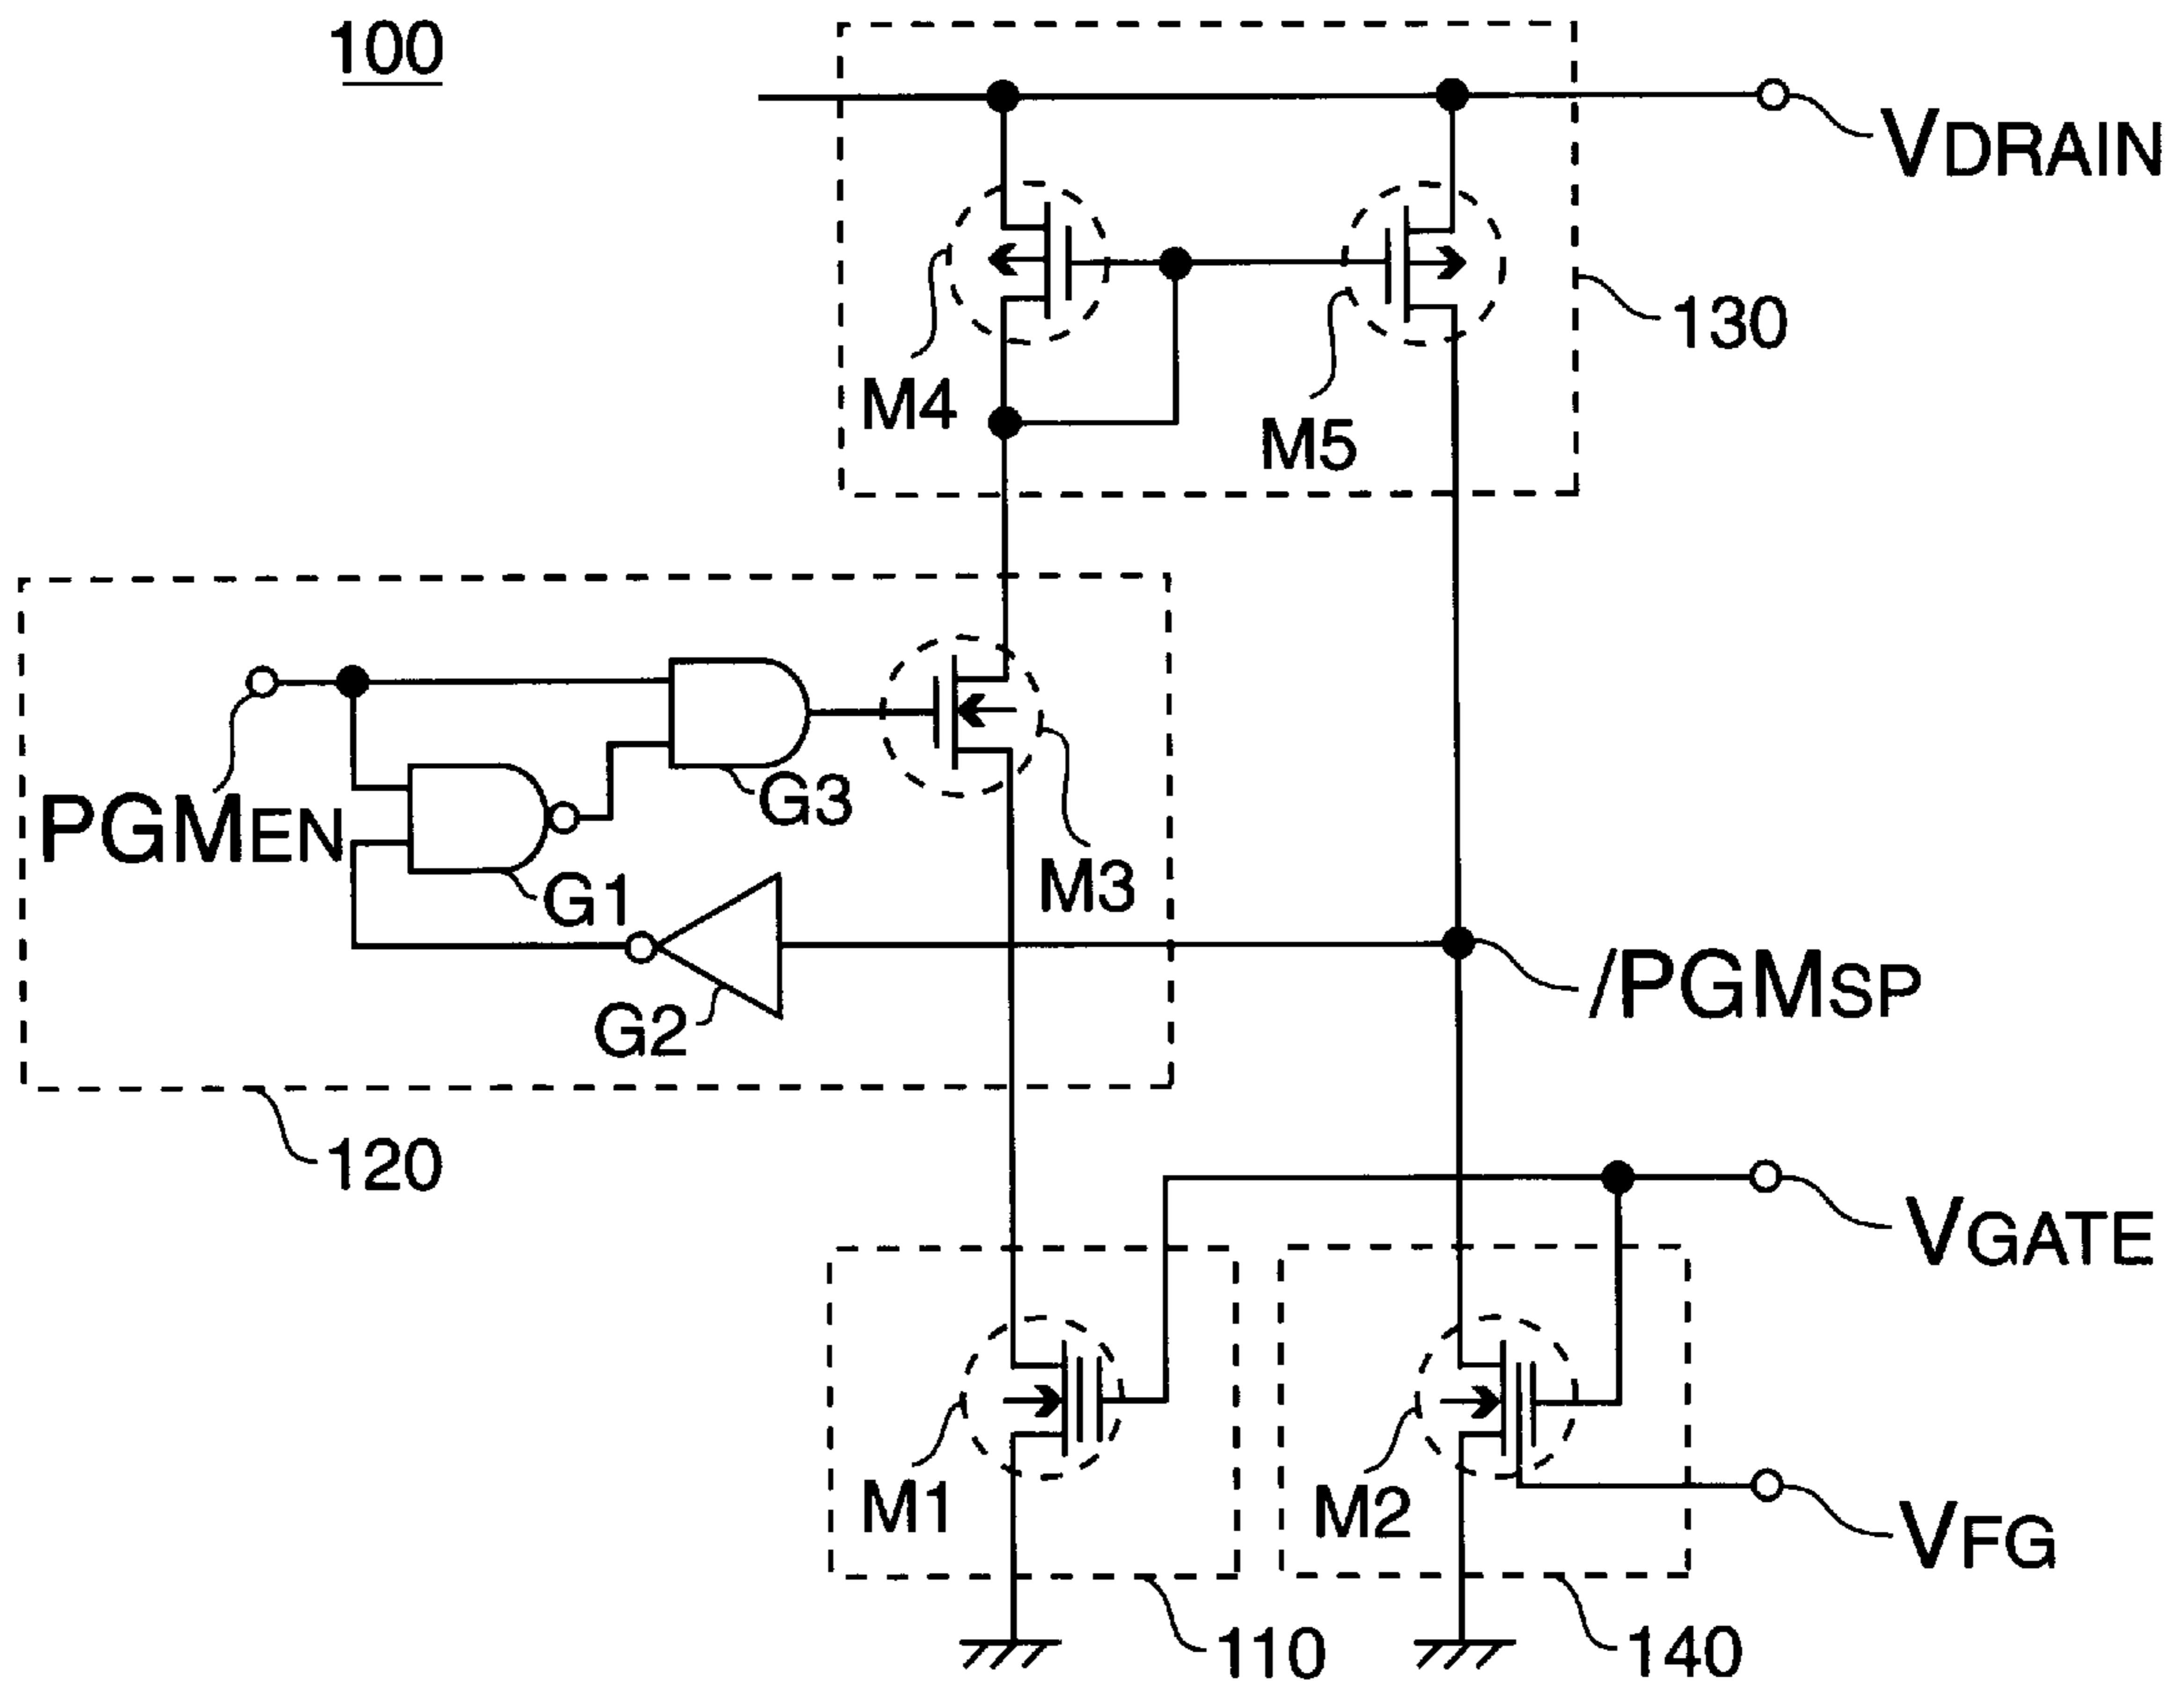 100
VDRAIN
130
M4
M5
PGMEN
G3
G1
M3
G2
/PGMSP
120
VGATE
M1
M2
VFG
110
140